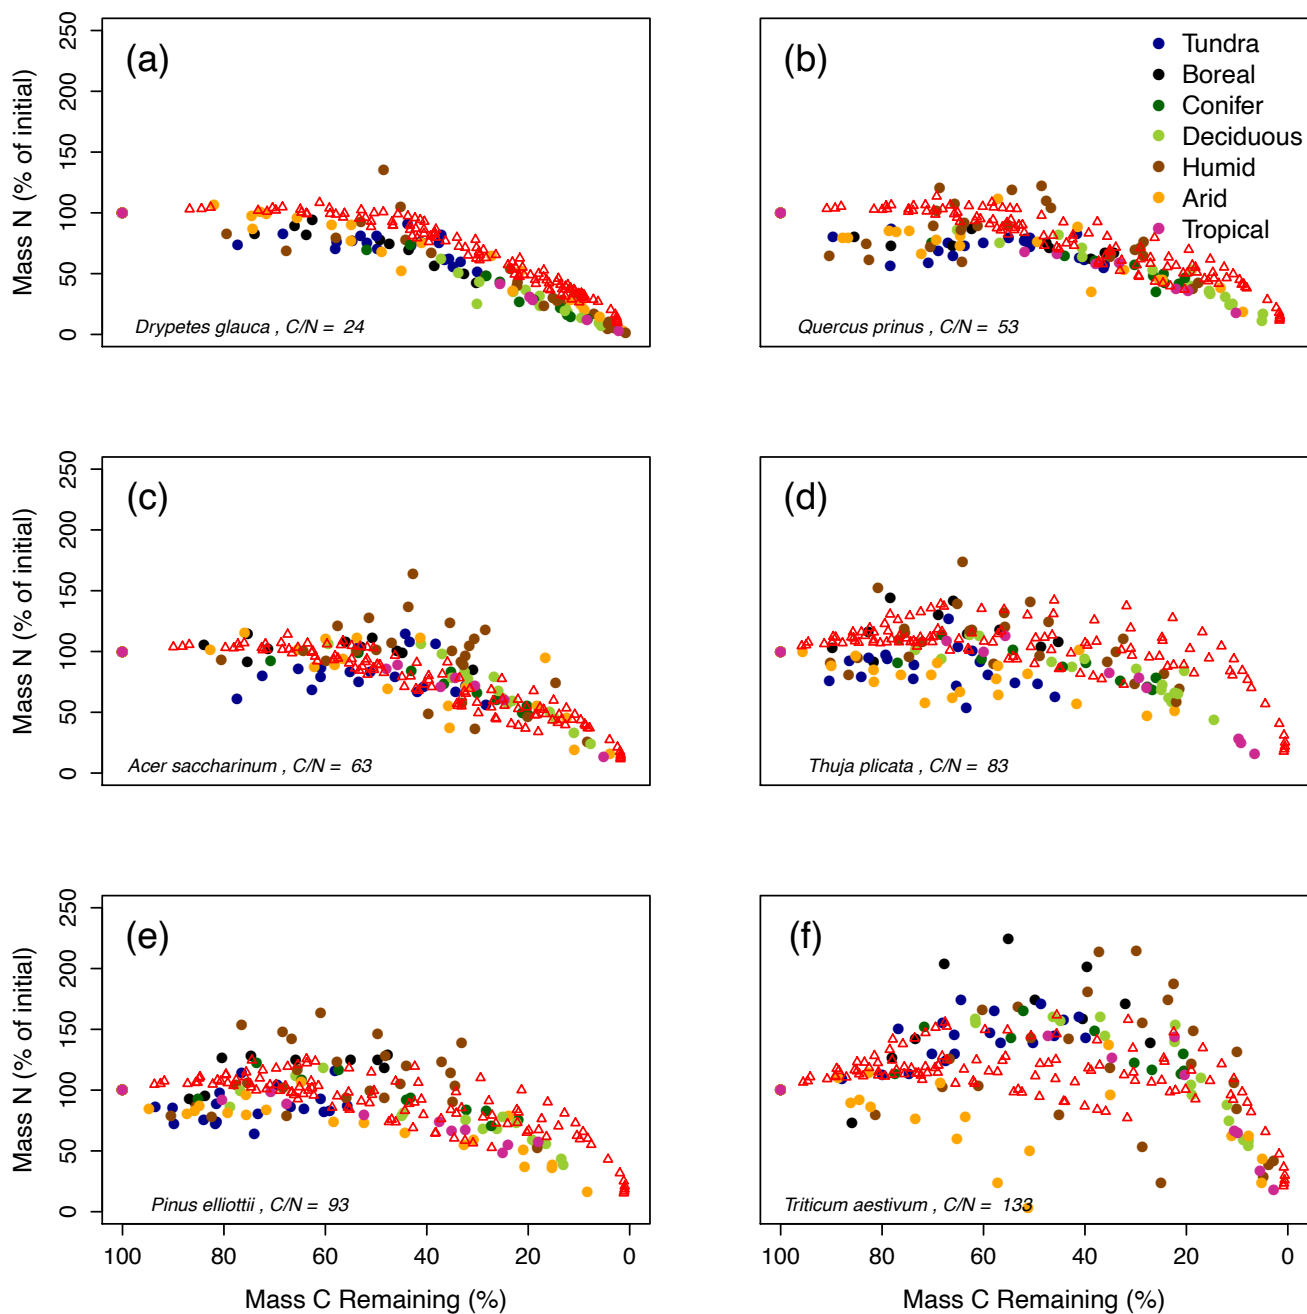 (a)
250
200
150
100
50
0
Mass N (% of initial)
Drypetes glauca , C/N = 24
(b)
Tundra
Boreal
Conifer
Deciduous
Humid
Arid
Tropical
Quercus prinus , C/N = 53
(c)
250
200
150
100
50
0
Mass N (% of initial)
Acer saccharinum , C/N = 63
(d)
Thuja plicata , C/N = 83
(e)
250
200
150
100
50
0
Mass N (% of initial)
Pinus elliottii , C/N = 93
100 80 60 40 20 0
Mass C Remaining (%)
(f)
Triticum aestivum , C/N = 133
100 80 60 40 20 0
Mass C Remaining (%)